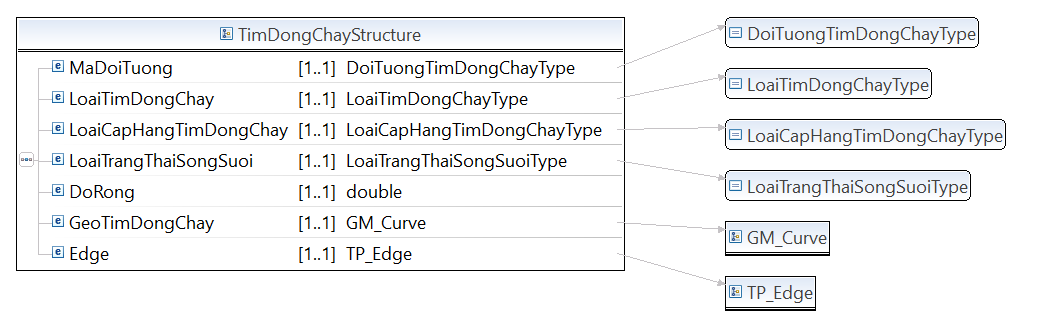 TimDongChayStructure
MaDoiTuong [1..1] DoiTuongTimDongChayType
LoaiTimDongChay [1..1] LoaiTimDongChayType
LoaiCapHangTimDongChay [1..1] LoaiCapHangTimDongChayType
LoaiTrangThaiSongSuoi [1..1] LoaiTrangThaiSongSuoiType
DoRong [1..1] double
GeoTimDongChay [1..1] GM_Curve
Edge [1..1] TP_Edge
DoiTuongTimDongChayType
LoaiTimDongChayType
LoaiCapHangTimDongChayType
LoaiTrangThaiSongSuoiType
GM_Curve
TP_Edge